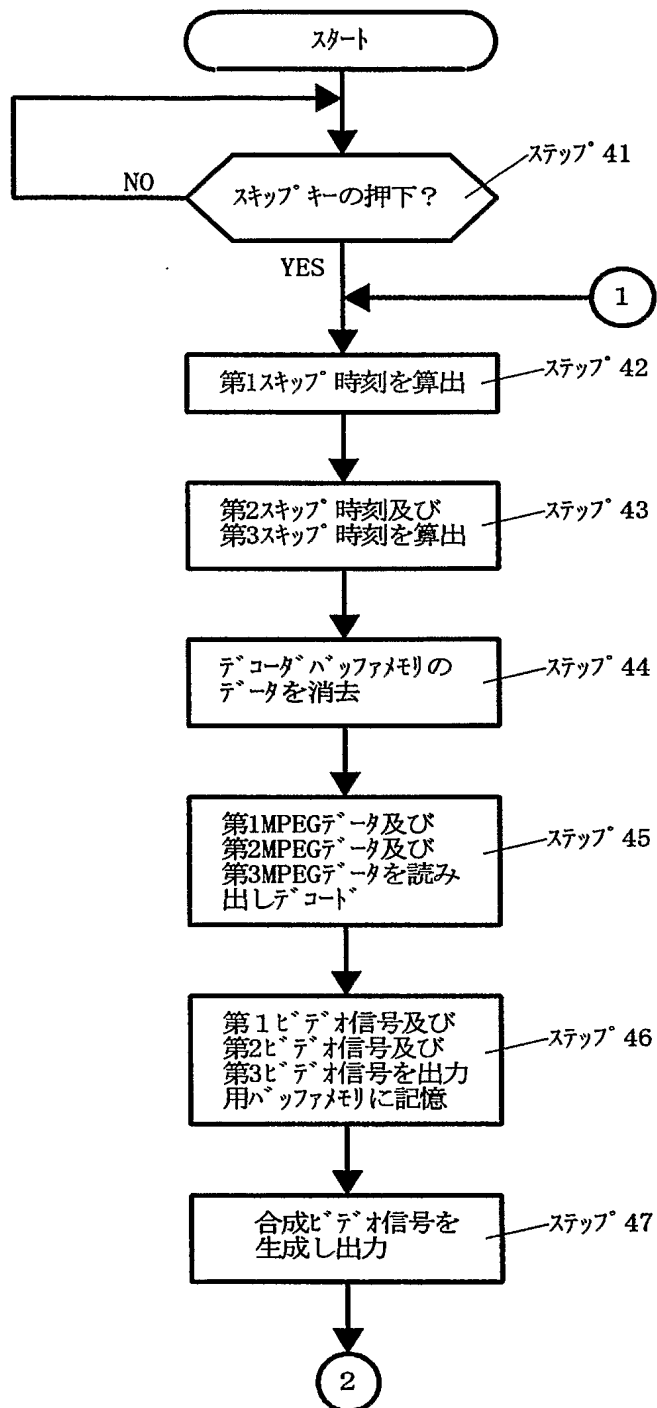 スタート
スキップキーの押下？
ステップ41
NO
YES
1
第1スキップ時刻を算出
ステップ42
第2スキップ時刻及び
第3スキップ時刻を算出
ステップ43
デコーダバッファメモリの
データを消去
ステップ44
第1MPEGデータ及び
第2MPEGデータ及び
第3MPEGデータを読み
出しデコード
ステップ45
第１ビデオ信号及び
第2ビデオ信号及び
第3ビデオ信号を出力
用バッファメモリに記憶
ステップ46
合成ビデオ信号を
生成し出力
ステップ47
2